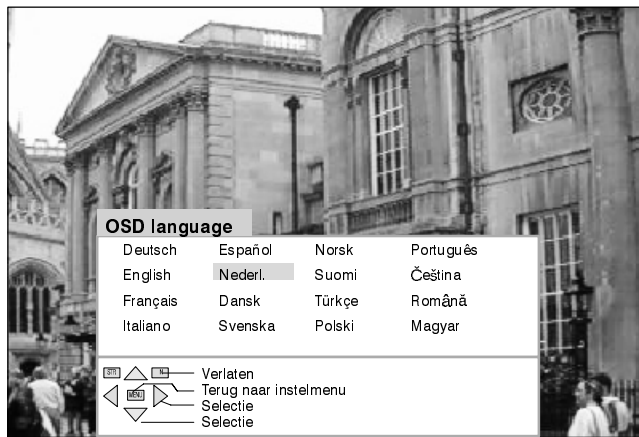 OSD language
Deutsch Español Norsk Português
English Nederl. Suomi Čeština
Français Dansk Türkçe Română
Italiano Svenska Polski Magyar
STR N Verlaten
MENU Terug naar instelmenu
Selectie
Selectie